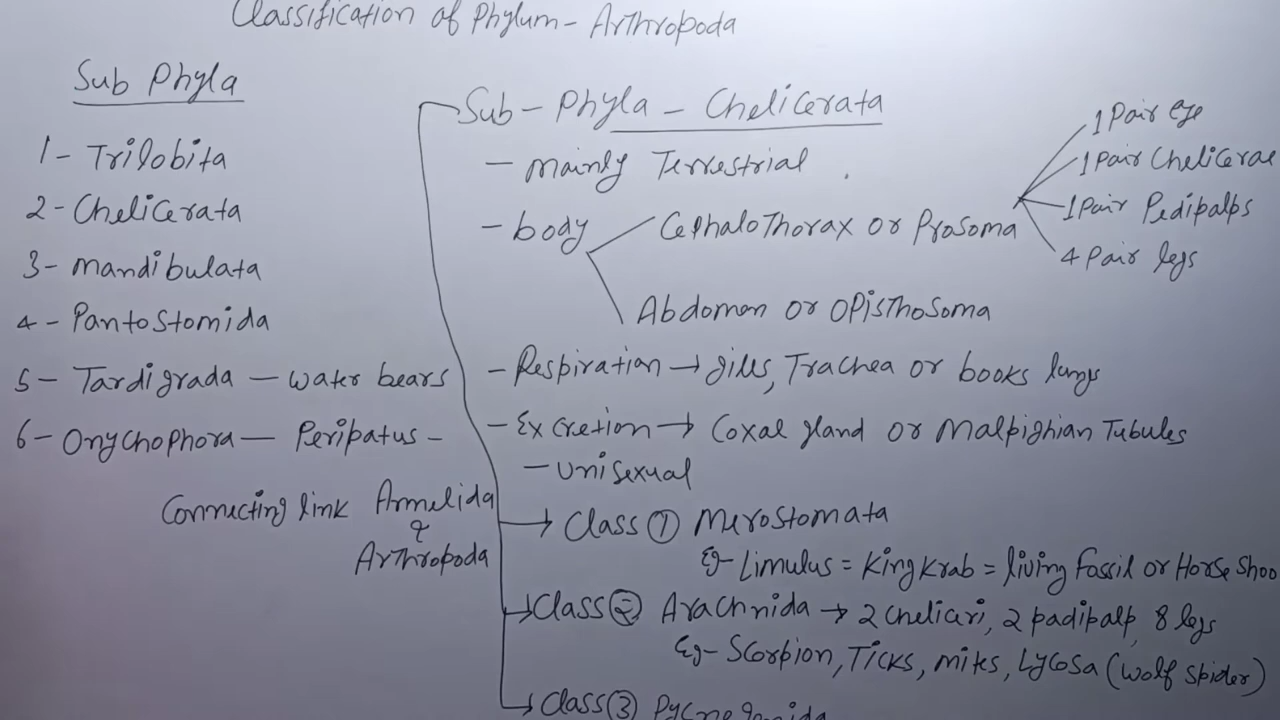 Classification of Phylum - Arthropoda
Sub Phyla
1- Trilobita
2- Chelicerata
3- mandibulata
4- Pantostomida
5- Tardigrada - water bears
6- Onychophora - Peripatus -
Connecting link Annelida
&
Arthropoda
Sub-Phyla - Chelicerata
- mainly Terrestrial .
- body
Cephalothorax or Prosoma
1 Pair eye
1 Pair Chelicerae
1 Pair Pedipalps
4 Pair legs
Abdomen or Opisthosoma
- Respiration → gills, Trachea or books lungs
- Excretion → Coxal gland or Malpighian Tubules
- Unisexual
→ Class ① Merostomata
Eg- Limulus = King Krab = living Fossil or Horse Shoo
→ Class ② Arachnida → 2 cheliceri, 2 padipalp, 8 legs
Eg- Scorpion, Ticks, mites, Lycosa (wolf spider)
→ Class ③ Pycnogonida